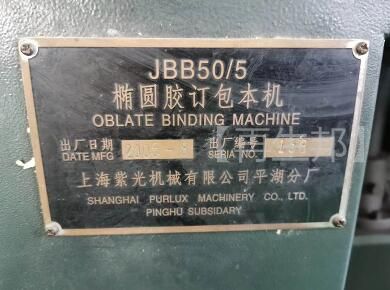 JBB50/5
椭圆胶订包本机
OBLATE BINDING MACHINE
出厂日期 出厂编号
DATE MFG SERIA NO.
上海紫光机械有限公司平湖分厂
SHANGHAI PURLUX MACHINERY CO., LTD.
PINGHU SUBSIDARY